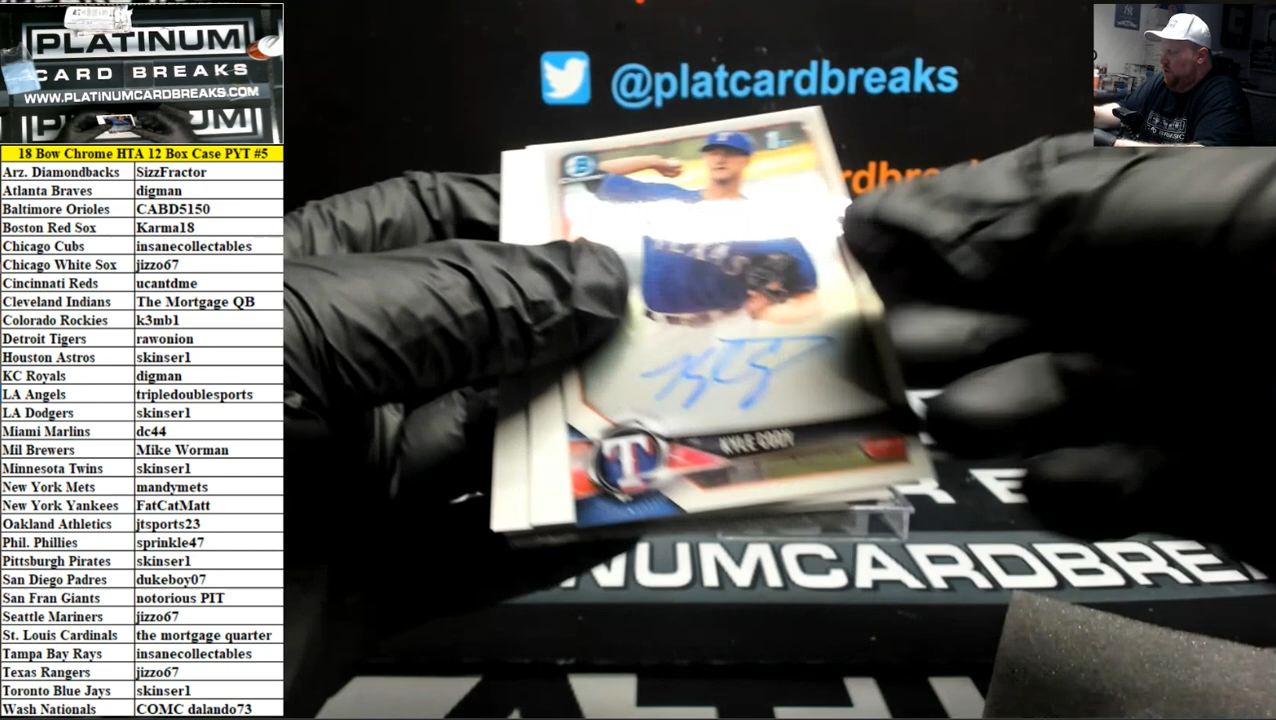 PLATINUM
CARD BREAKS
WWW.PLATINUMCARDBREAKS.COM
@platcardbreaks
18 Bow Chrome HTA 12 Box Case PYT #5
Arz. Diamondbacks SizzFractor
Atlanta Braves digman
Baltimore Orioles CABD5150
Boston Red Sox Karma18
Chicago Cubs insanecollectables
Chicago White Sox jizzo67
Cincinnati Reds ucantdme
Cleveland Indians The Mortgage QB
Colorado Rockies k3mb1
Detroit Tigers rawonion
Houston Astros skinser1
KC Royals digman
LA Angels tripledoublesports
LA Dodgers skinser1
Miami Marlins dc44
Mil Brewers Mike Worman
Minnesota Twins skinser1
New York Mets mandymets
New York Yankees FatCatMatt
Oakland Athletics jtsports23
Phil. Phillies sprinkle47
Pittsburgh Pirates skinser1
San Diego Padres dukeboy07
San Fran Giants notorious PIT
Seattle Mariners jizzo67
St. Louis Cardinals the mortgage quarter
Tampa Bay Rays insanecollectables
Texas Rangers jizzo67
Toronto Blue Jays skinser1
Wash Nationals COMC dalando73
KYLE CODY
T
NUMCARDBRE